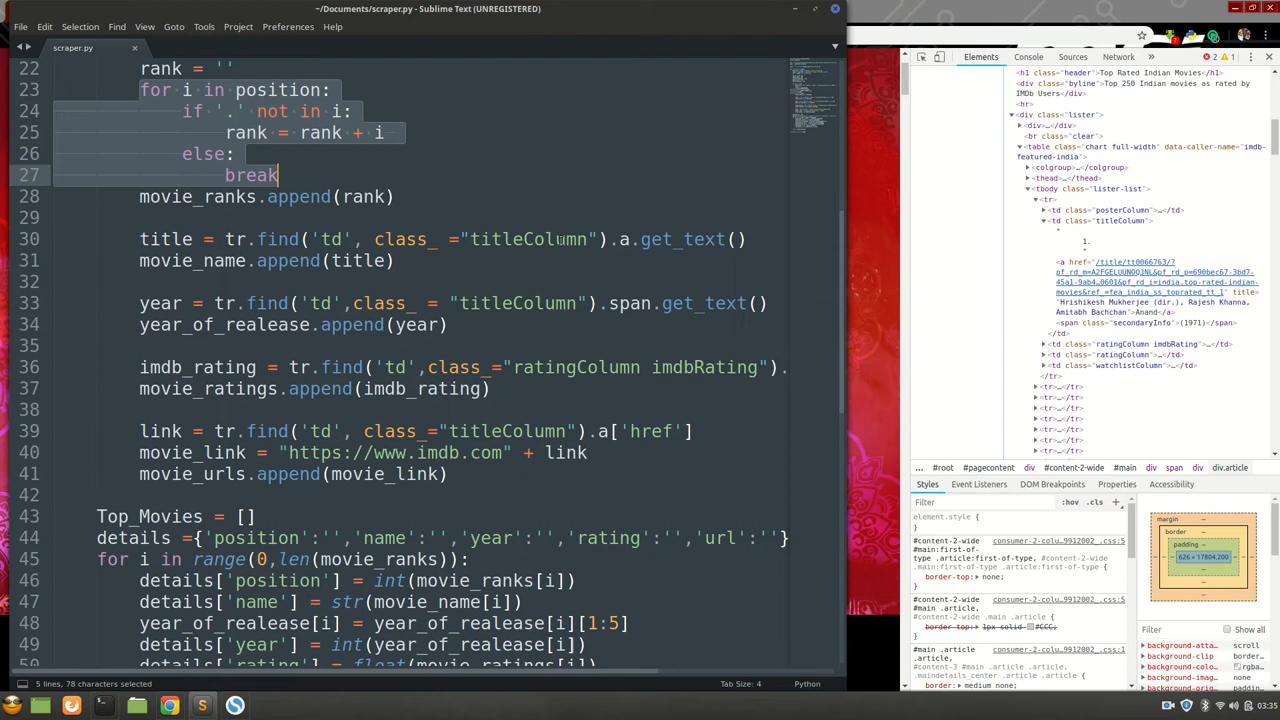 ~/Documents/scraper.py - Sublime Text (UNREGISTERED)
File Edit Selection Find View Goto Tools Project Preferences Help
scraper.py
22 rank = ''
for i in position
if '.' not in i:
25 rank = rank + i
26 else:
27 break
28 movie_ranks.append(rank)
29
30 title = tr.find('td', class_ ="titleColumn").a.get_text()
31 movie_name.append(title)
32
33 year = tr.find('td',class_="titleColumn").span.get_text()
34 year_of_realease.append(year)
35
36 imdb_rating = tr.find('td',class_="ratingColumn imdbRating").
37 movie_ratings.append(imdb_rating)
38
39 link = tr.find('td',class_="titleColumn").a['href']
40 movie_link = "https://www.imdb.com" + link
41 movie_urls.append(movie_link)
42
43 Top_Movies = []
44 details ={'position':'','name':'','year':'','rating':'','url':''}
45 for i in range(0,len(movie_ranks)):
46 details['position'] = int(movie_ranks[i])
47 details['name'] = str(movie_name[i])
48 year_of_realease[i] = year_of_realease[i][1:5]
49 details['year'] = int(year_of_realease[i])
50 details['rating'] = float(movie_ratings[i])
5 lines, 78 characters selected
Tab Size: 4 Python
Elements Console Sources Network » 2 1
<h1 class="header">Top Rated Indian Movies</h1>
<div class="byline">Top 250 Indian movies as rated by
IMDb Users</div>
<hr>
<div class="lister">
<div>…</div>
<br class="clear">
<table class="chart full-width" data-caller-name="imdb-
featured-india">
<colgroup>…</colgroup>
<thead>…</thead>
<tbody class="lister-list">
<tr>
<td class="posterColumn">…</td>
<td class="titleColumn">
"
1.
"
<a href="/title/tt0066763/?
pf_rd_m=A2FGELUUNOQJNL&pf_rd_p=690bec67-3bd7-
45a1-9ab4…0601&pf_rd_i=india.top-rated-indian-
movies&ref_=fea_india_ss_toprated_tt_1" title=
"Hrishikesh Mukherjee (dir.), Rajesh Khanna,
Amitabh Bachchan">Anand</a>
<span class="secondaryInfo">(1971)</span>
</td>
<td class="ratingColumn imdbRating">…</td>
<td class="ratingColumn">…</td>
<td class="watchlistColumn">…</td>
</tr>
<tr>…</tr>
<tr>…</tr>
<tr>…</tr>
<tr>…</tr>
<tr>…</tr>
<tr>…</tr>
<tr>…</tr>
… #root #pagecontent div #content-2-wide #main div span div div.article
Styles Event Listeners DOM Breakpoints Properties Accessibility
Filter :hov .cls +
element.style {
}
#content-2-wide consumer-2-colu…9912002_.css:5
#main:first-of-
type .article:first-of-type, #content-2-wide
.main:first-of-type .article:first-of-type {
border-top: none;
}
#content-2-wide consumer-2-colu…9912002_.css:5
#main .article,
#content-2-wide .main .article {
border-top: 1px solid #CCC;
}
#main .article consumer-2-colu…9912002_.css:1
.article,
#content-3 #main .article .article,
.maindetails_center .article .article {
border: medium none;
margin –
border –
padding –
626 × 17804.200
–
–
–
Filter Show all
background-atta… scroll
background-clip border…
background-colo… rgba…
background-imag… none
background-orig… paddin…
03:35